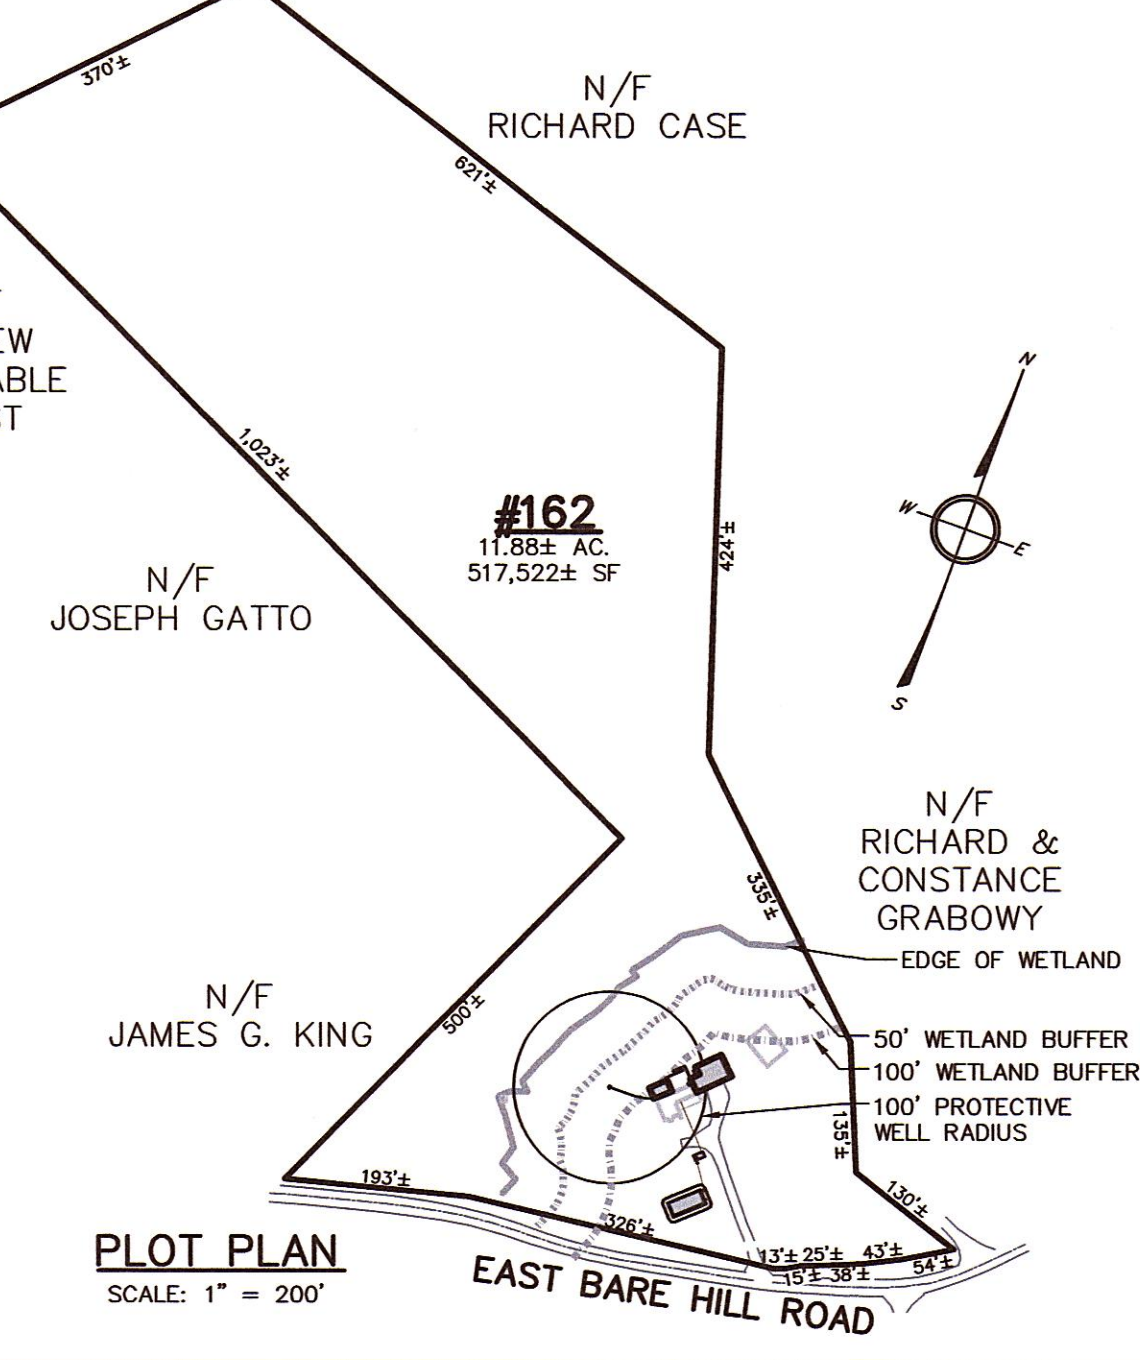 370'±
N/F
RICHARD CASE
621'±
EW
ABLE
ST
1,023'±
#162
11.88± AC.
517,522± SF
424'±
N
W
E
S
N/F
JOSEPH GATTO
N/F
RICHARD &
CONSTANCE
GRABOWY
335'±
EDGE OF WETLAND
N/F
JAMES G. KING
500'±
50' WETLAND BUFFER
100' WETLAND BUFFER
100' PROTECTIVE
WELL RADIUS
135'±
193'±
130'±
326'±
13'± 25'± 43'±
15'± 38'± 54'±
PLOT PLAN
SCALE: 1" = 200'
EAST BARE HILL ROAD